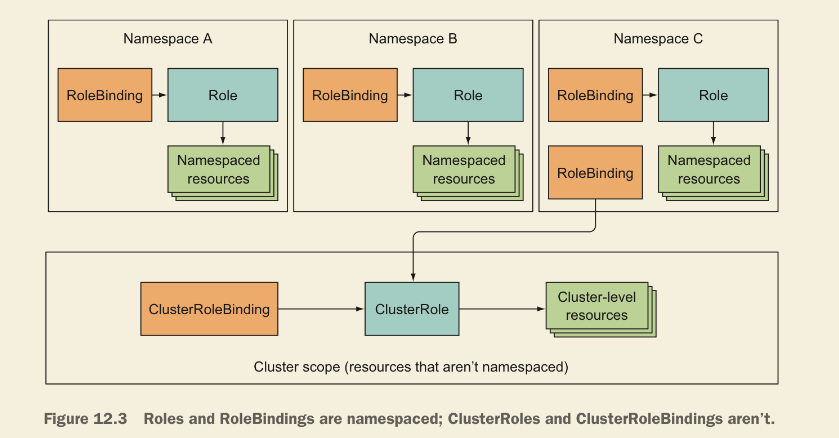 Namespace A
Namespace B
Namespace C
RoleBinding
Role
RoleBinding
Role
RoleBinding
Role
Namespaced
resources
Namespaced
resources
RoleBinding
Namespaced
resources
ClusterRoleBinding
ClusterRole
Cluster-level
resources
Cluster scope (resources that aren’t namespaced)
Figure 12.3 Roles and RoleBindings are namespaced; ClusterRoles and ClusterRoleBindings aren’t.